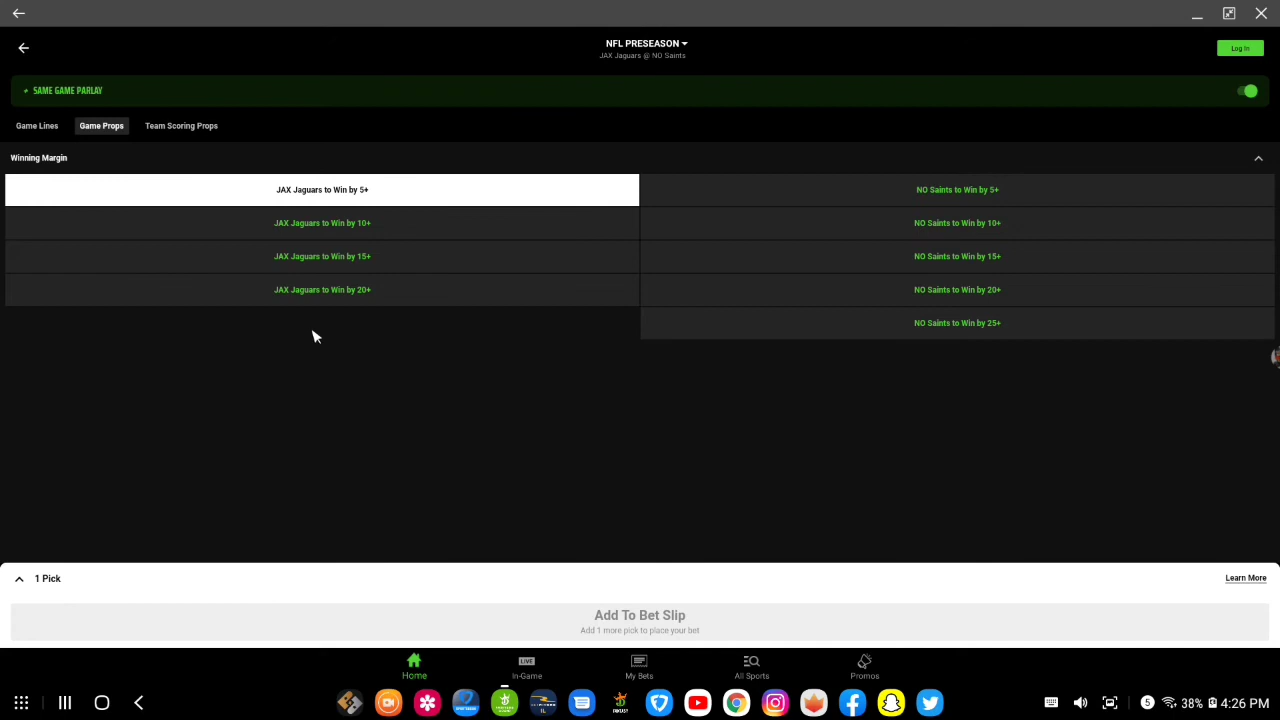 NFL PRESEASON
JAX Jaguars @ NO Saints
Log In
SAME GAME PARLAY
Game Lines
Game Props
Team Scoring Props
Winning Margin
JAX Jaguars to Win by 5+
NO Saints to Win by 5+
JAX Jaguars to Win by 10+
NO Saints to Win by 10+
JAX Jaguars to Win by 15+
NO Saints to Win by 15+
JAX Jaguars to Win by 20+
NO Saints to Win by 20+
NO Saints to Win by 25+
1 Pick
Learn More
Add To Bet Slip
Add 1 more pick to place your bet
LIVE
Home
In-Game
My Bets
All Sports
Promos
5
38%
4:26 PM